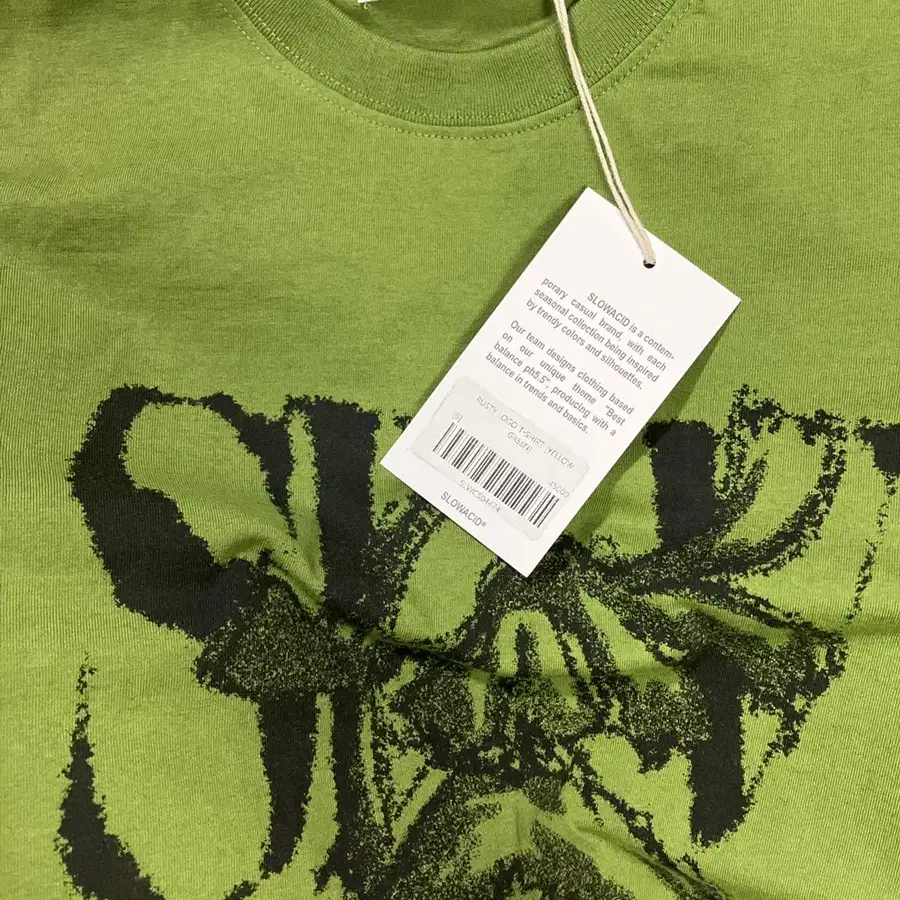 SLOWACID is a contem-
porary casual brand, with each
seasonal collection being inspired
by trendy colors and silhouttes.
Our team designs clothing based
on our unique theme "Best
balance ph5.5", producing with a
balance in trends and basics.
RUSTY LOGO T-SHIRT [YELLOW
GREEN]
[S] 45000
SLWCS04474
SLOWACID®